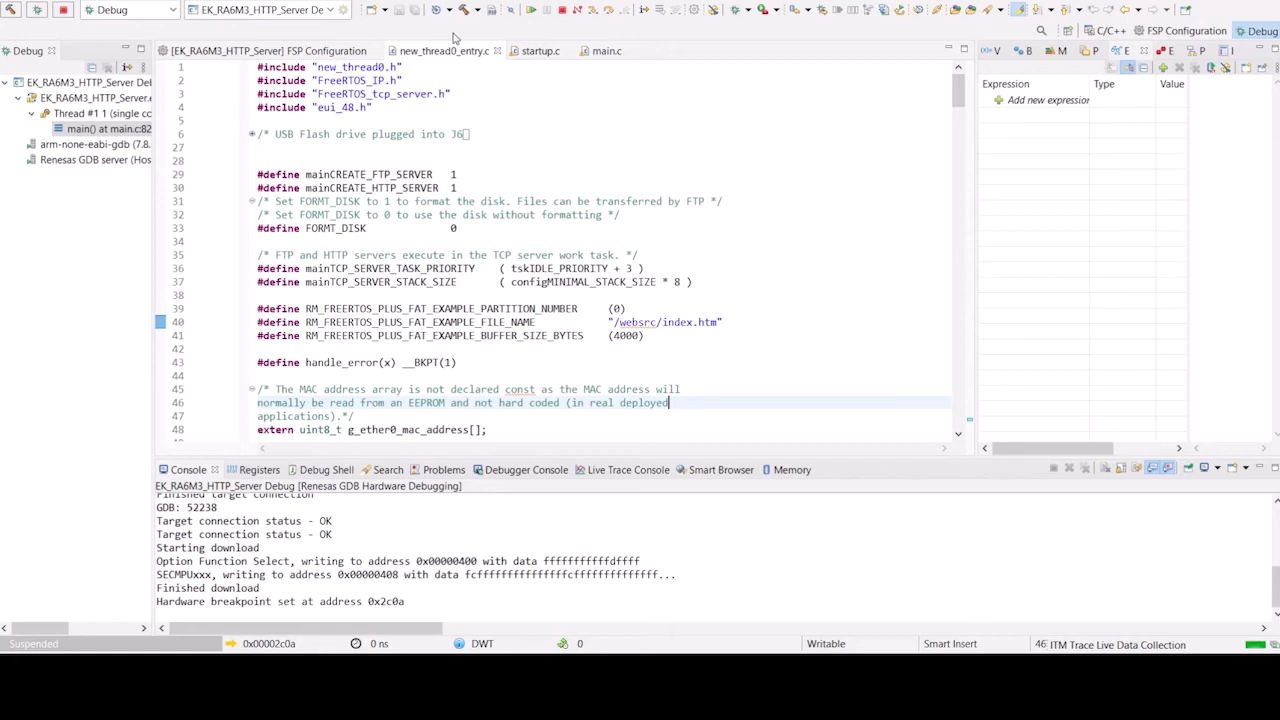 Debug
EK_RA6M3_HTTP_Server De
C/C++
FSP Configuration
Debug
Debug
[EK_RA6M3_HTTP_Server] FSP Configuration
new_thread0_entry.c
startup.c
main.c
V
B
M
P
E
E
P
I
EK_RA6M3_HTTP_Server Del
EK_RA6M3_HTTP_Server.e
Thread #1 1 (single co
main() at main.c:82
arm-none-eabi-gdb (7.8.
Renesas GDB server (Hos
1 #include "new_thread0.h"
2 #include "FreeRTOS_IP.h"
3 #include "FreeRTOS_tcp_server.h"
4 #include "eui_48.h"
5
6 /* USB Flash drive plugged into J6
27
28
29 #define mainCREATE_FTP_SERVER 1
30 #define mainCREATE_HTTP_SERVER 1
31 /* Set FORMT_DISK to 1 to format the disk. Files can be transferred by FTP */
32 /* Set FORMT_DISK to 0 to use the disk without formatting */
33 #define FORMT_DISK 0
34
35 /* FTP and HTTP servers execute in the TCP server work task. */
36 #define mainTCP_SERVER_TASK_PRIORITY ( tskIDLE_PRIORITY + 3 )
37 #define mainTCP_SERVER_STACK_SIZE ( configMINIMAL_STACK_SIZE * 8 )
38
39 #define RM_FREERTOS_PLUS_FAT_EXAMPLE_PARTITION_NUMBER (0)
40 #define RM_FREERTOS_PLUS_FAT_EXAMPLE_FILE_NAME "/websrc/index.htm"
41 #define RM_FREERTOS_PLUS_FAT_EXAMPLE_BUFFER_SIZE_BYTES (4000)
42
43 #define handle_error(x) __BKPT(1)
44
45 /* The MAC address array is not declared const as the MAC address will
46 normally be read from an EEPROM and not hard coded (in real deployed
47 applications).*/
48 extern uint8_t g_ether0_mac_address[];
Expression Type Value
Add new expression
Console
Registers
Debug Shell
Search
Problems
Debugger Console
Live Trace Console
Smart Browser
Memory
EK_RA6M3_HTTP_Server Debug [Renesas GDB Hardware Debugging]
Finished target connection
GDB: 52238
Target connection status - OK
Target connection status - OK
Starting download
Option Function Select, writing to address 0x00000400 with data fffffffffffdffff
SECMPUxxx, writing to address 0x00000408 with data fcfffffffffffffffcffffffffffffff...
Finished download
Hardware breakpoint set at address 0x2c0a
Suspended
0x00002c0a
0 ns
DWT
0
Writable
Smart Insert
46
ITM Trace Live Data Collection